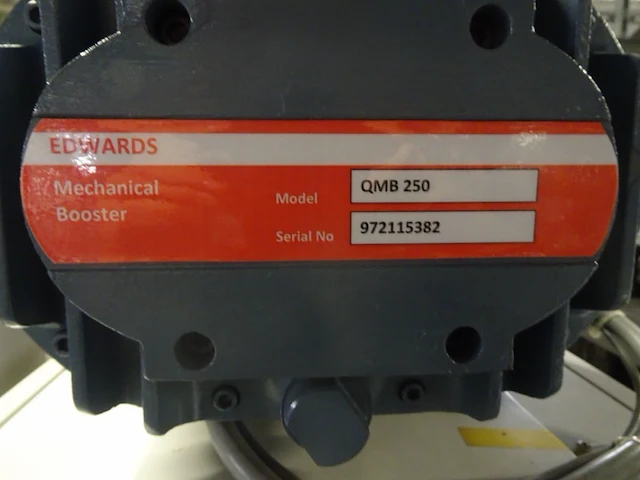 EDWARDS
Mechanical
Booster
Model QMB 250
Serial No 972115382